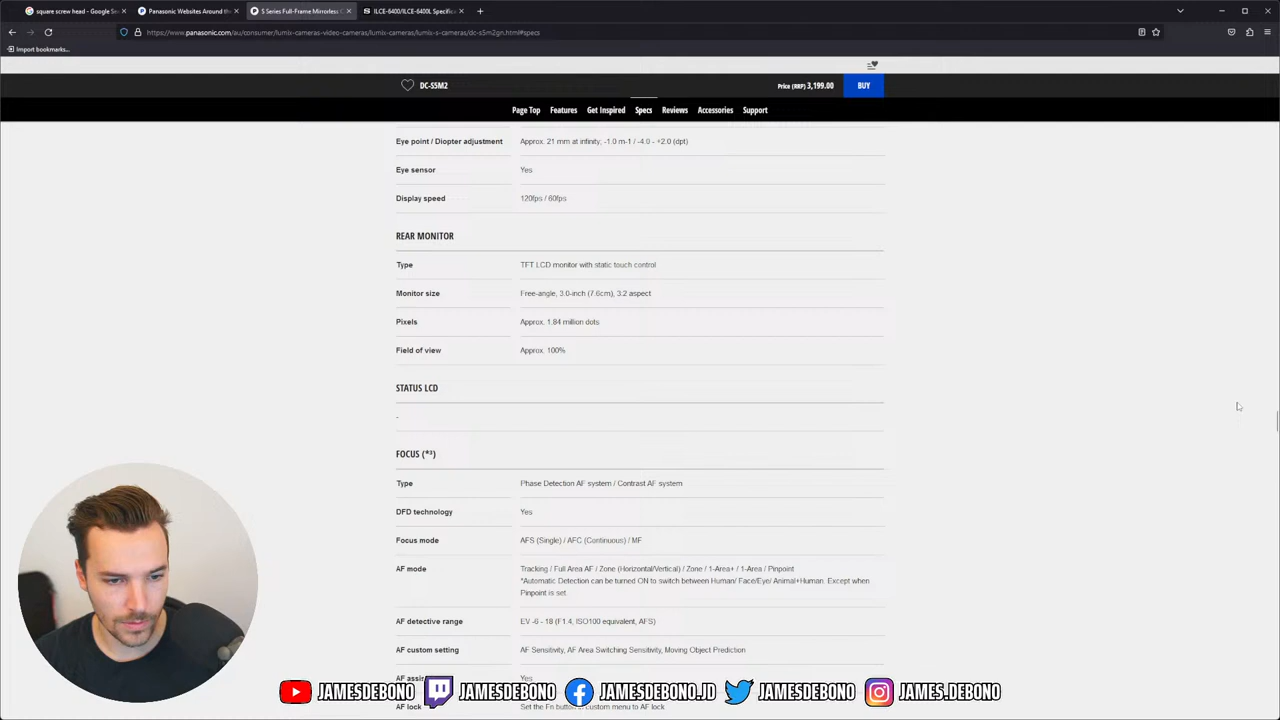 square screw head - Google Se
Panasonic Websites Around th
S Series Full-Frame Mirrorless C
ILCE-6400/ILCE-6400L Specific
https://www.panasonic.com/au/consumer/lumix-cameras-video-cameras/lumix-cameras/lumix-s-cameras/dc-s5m2gn.html#specs
Import bookmarks...
DC-S5M2
Price (RRP) 3,199.00
BUY
Page Top Features Get Inspired Specs Reviews Accessories Support
Eye point / Diopter adjustment Approx. 21 mm at infinity, -1.0 m-1 / -4.0 - +2.0 (dpt)
Eye sensor Yes
Display speed 120fps / 60fps
REAR MONITOR
Type TFT LCD monitor with static touch control
Monitor size Free-angle, 3.0-inch (7.6cm), 3.2 aspect
Pixels Approx. 1.84 million dots
Field of view Approx. 100%
STATUS LCD
-
FOCUS (*³)
Type Phase Detection AF system / Contrast AF system
DFD technology Yes
Focus mode AFS (Single) / AFC (Continuous) / MF
AF mode Tracking / Full Area AF / Zone (Horizontal/Vertical) / Zone / 1-Area+ / 1-Area / Pinpoint
*Automatic Detection can be turned ON to switch between Human/ Face/Eye/ Animal+Human. Except when
Pinpoint is set.
AF detective range EV -6 - 18 (F1.4, ISO100 equivalent, AFS)
AF custom setting AF Sensitivity, AF Area Switching Sensitivity, Moving Object Prediction
AF assi Yes
JAMESDEBONO JAMESDEBONO JAMESDEBONO.JD JAMESDEBONO JAMES.DEBONO
AF lock Set the Fn button in custom menu to AF lock